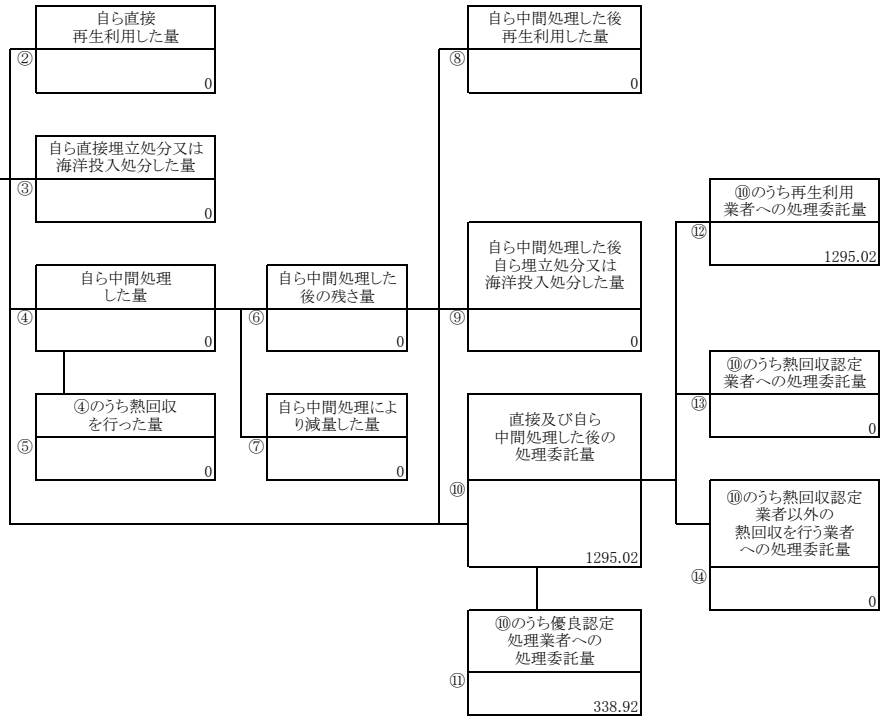 自ら直接
再生利用した量
②
0
自ら中間処理した後
再生利用した量
⑧
0
自ら直接埋立処分又は
海洋投入処分した量
③
0
⑩のうち再生利用
業者への処理委託量
⑫
1295.02
自ら中間処理
した量
④
0
自ら中間処理した
後の残さ量
⑥
0
自ら中間処理した後
自ら埋立処分又は
海洋投入処分した量
⑨
0
⑩のうち熱回収認定
業者への処理委託量
⑬
0
④のうち熱回収
を行った量
⑤
0
自ら中間処理によ
り減量した量
⑦
0
直接及び自ら
中間処理した後の
処理委託量
⑩
1295.02
⑩のうち熱回収認定
業者以外の
熱回収を行う業者
への処理委託量
⑭
0
⑩のうち優良認定
処理業者への
処理委託量
⑪
338.92